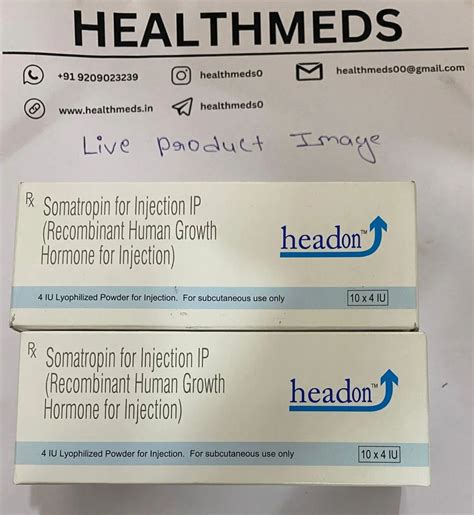 HEALTHMEDS
+91 9209023239
healthmeds0
healthmeds00@gmail.com
www.healthmeds.in
healthmeds0
Live Product Image
Rx Somatropin for Injection IP
(Recombinant Human Growth
Hormone for Injection)
headon™
4 IU Lyophilized Powder for Injection. For subcutaneous use only
10 x 4 IU
Rx Somatropin for Injection IP
(Recombinant Human Growth
Hormone for Injection)
headon™
4 IU Lyophilized Powder for Injection. For subcutaneous use only
10 x 4 IU